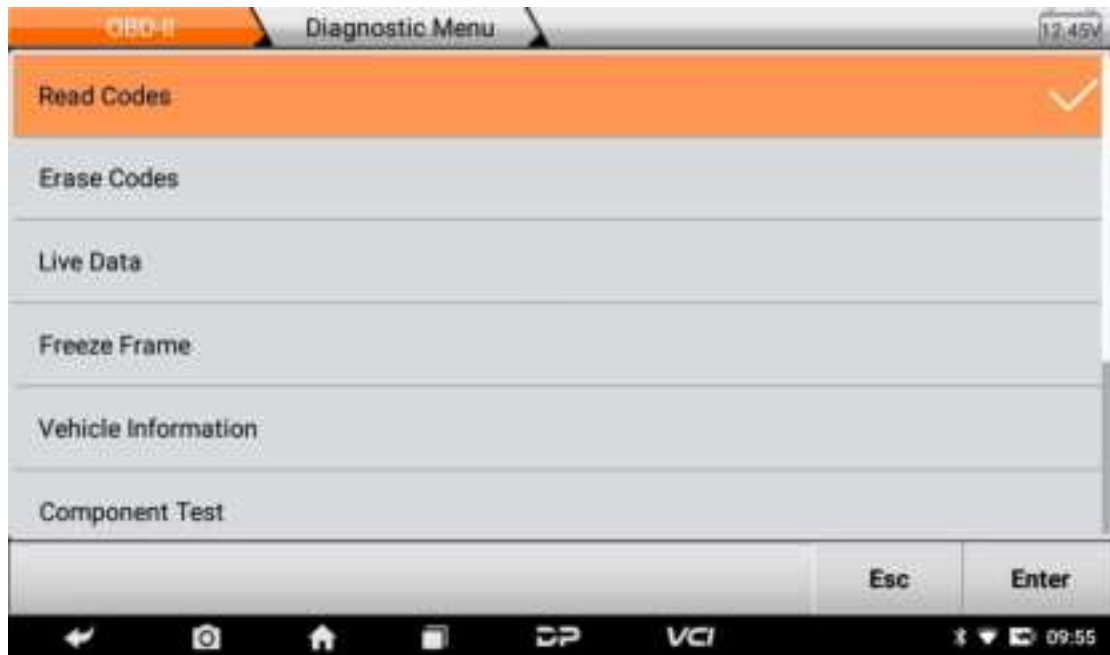 OBD-II Diagnostic Menu 12.45V
Read Codes
Erase Codes
Live Data
Freeze Frame
Vehicle Information
Component Test
Esc Enter
DP VCI 09:55